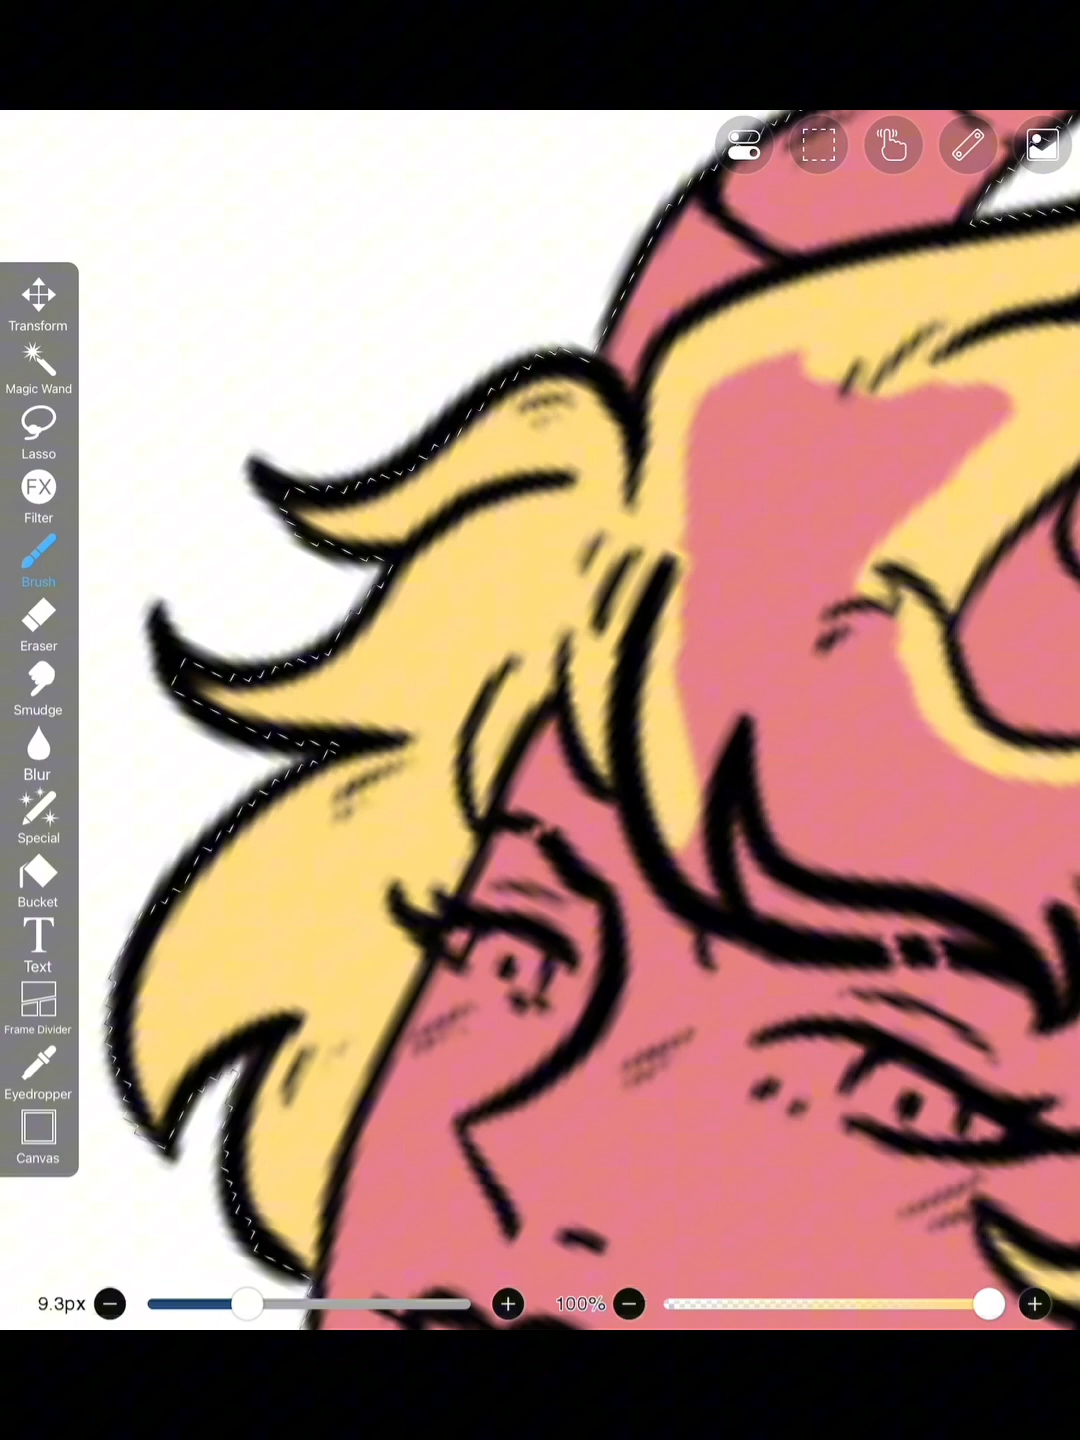 Transform
Magic Wand
Lasso
FX
Filter
Brush
Eraser
Smudge
Blur
Special
Bucket
T
Text
Frame Divider
Eyedropper
Canvas
9.3px
100%